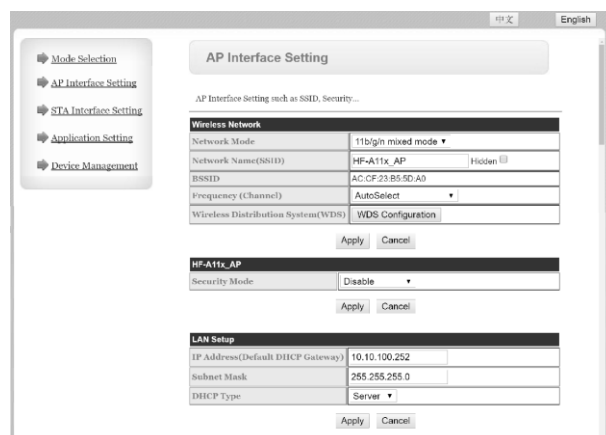 中文 English
Mode Selection
AP Interface Setting
STA Interface Setting
Application Setting
Device Management
AP Interface Setting
AP Interface Setting such as SSID, Security...
Wireless Network
Network Mode 11b/g/n mixed mode
Network Name(SSID) HF-A11x_AP Hidden
BSSID AC:CF:23:B5:5D:A0
Frequency (Channel) AutoSelect
Wireless Distribution System(WDS) WDS Configuration
Apply Cancel
HF-A11x_AP
Security Mode Disable
Apply Cancel
LAN Setup
IP Address(Default DHCP Gateway) 10.10.100.252
Subnet Mask 255.255.255.0
DHCP Type Server
Apply Cancel